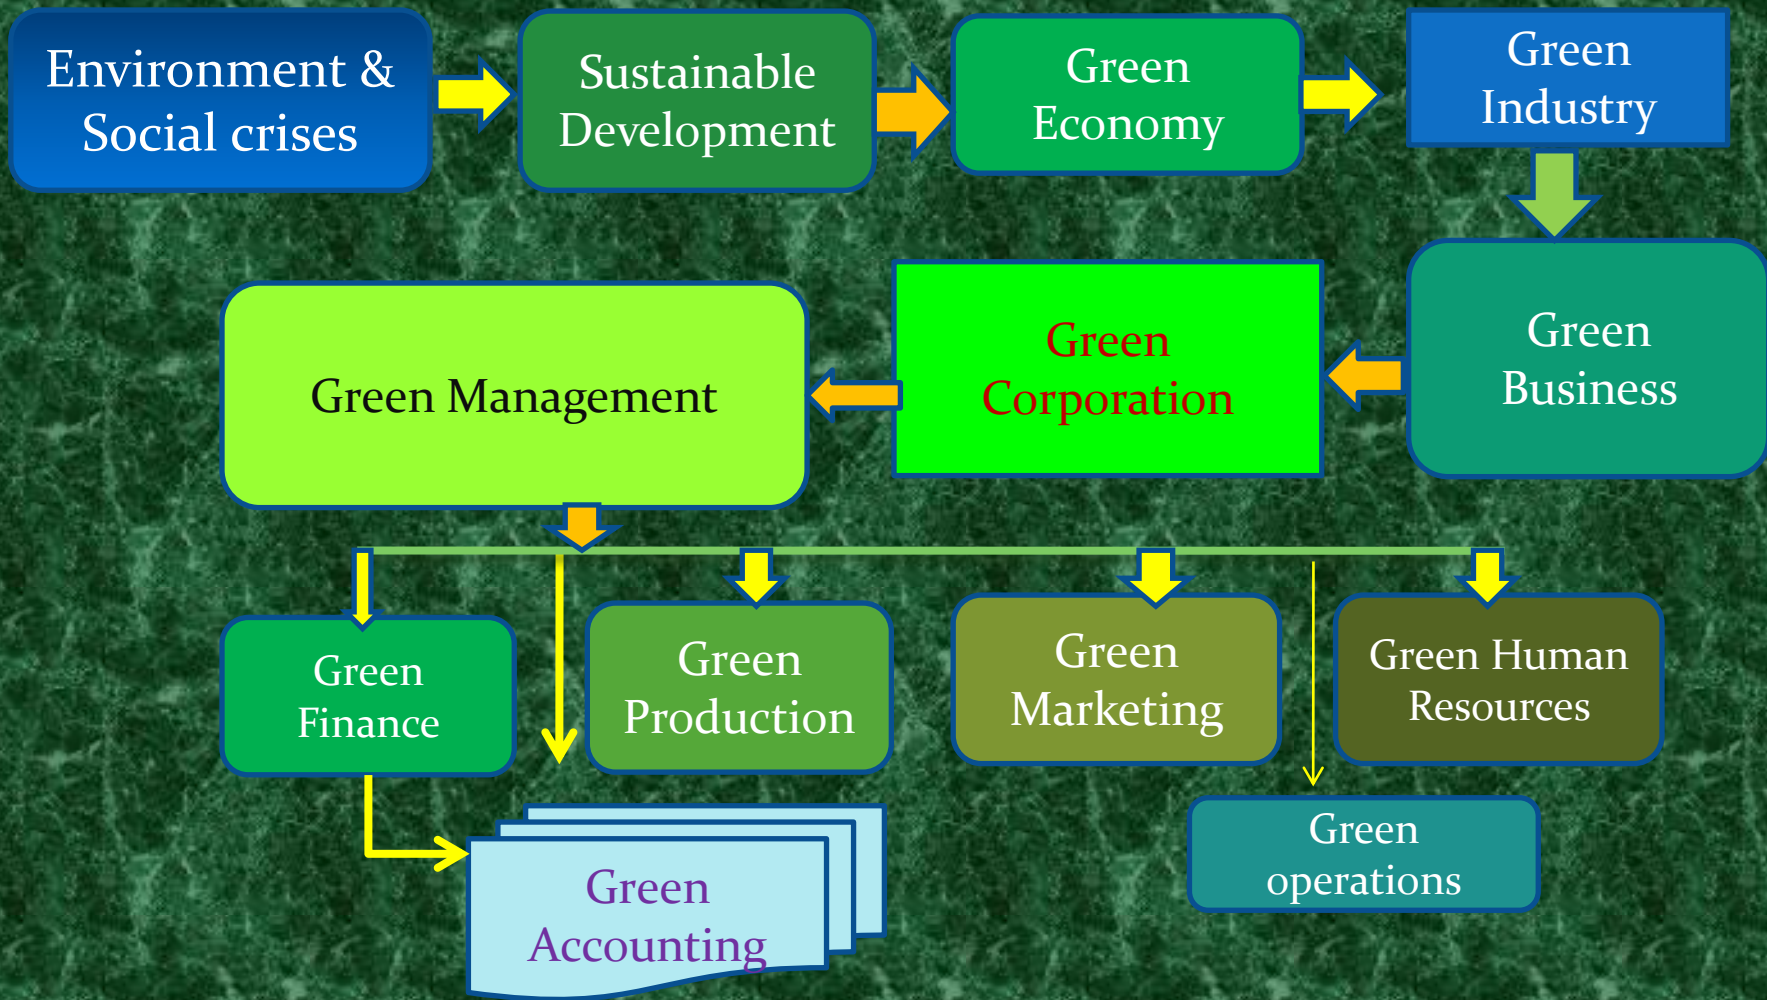 Environment &
Social crises
Sustainable
Development
Green
Economy
Green
Industry
Green
Business
Green
Corporation
Green Management
Green
Finance
Green
Production
Green
Marketing
Green Human
Resources
Green
Accounting
Green
operations